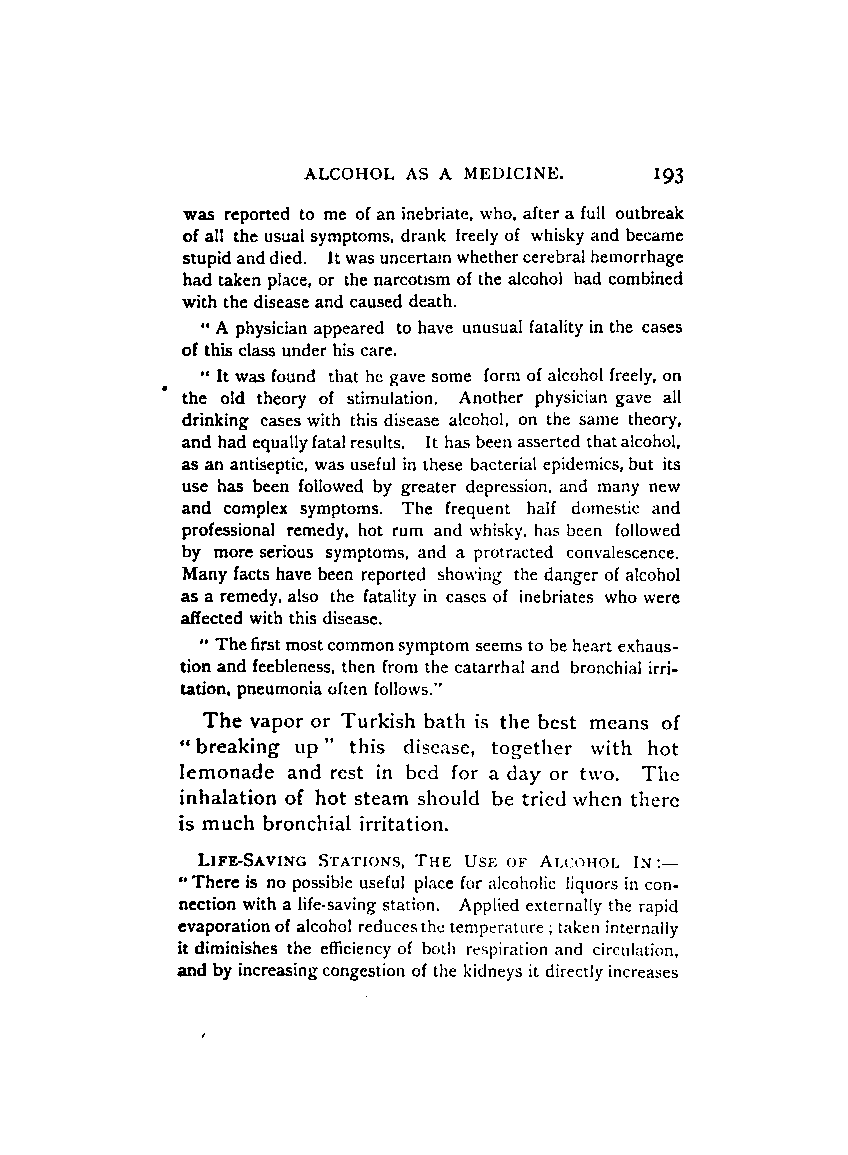 ALCOHOL AS A MEDICINE. 193
was reported to me of an inebriate, who, after a full outbreak
of all the usual symptoms, drank freely of whisky and became
stupid and died. It was uncertain whether cerebral hemorrhage
had taken place, or the narcotism of the alcohol had combined
with the disease and caused death.
" A physician appeared to have unusual fatality in the cases
of this class under his care.
" It was found that he gave some form of alcohol freely, on
the old theory of stimulation. Another physician gave all
drinking cases with this disease alcohol, on the same theory,
and had equally fatal results. It has been asserted that alcohol,
as an antiseptic, was useful in these bacterial epidemics, but its
use has been followed by greater depression, and many new
and complex symptoms. The frequent half domestic and
professional remedy, hot rum and whisky, has been followed
by more serious symptoms, and a protracted convalescence.
Many facts have been reported showing the danger of alcohol
as a remedy, also the fatality in cases of inebriates who were
affected with this disease.
" The first most common symptom seems to be heart exhaus-
tion and feebleness, then from the catarrhal and bronchial irri-
tation, pneumonia often follows."
The vapor or Turkish bath is the best means of
" breaking up " this disease, together with hot
lemonade and rest in bed for a day or two. The
inhalation of hot steam should be tried when there
is much bronchial irritation.
LIFE-SAVING STATIONS, THE USE OF ALCOHOL IN:—
" There is no possible useful place for alcoholic liquors in con-
nection with a life-saving station. Applied externally the rapid
evaporation of alcohol reduces the temperature ; taken internally
it diminishes the efficiency of both respiration and circulation,
and by increasing congestion of the kidneys it directly increases